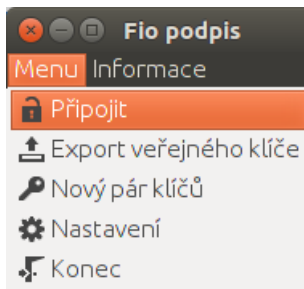 Fio podpis
Menu Informace
Připojit
Export veřejného klíče
Nový pár klíčů
Nastavení
Konec